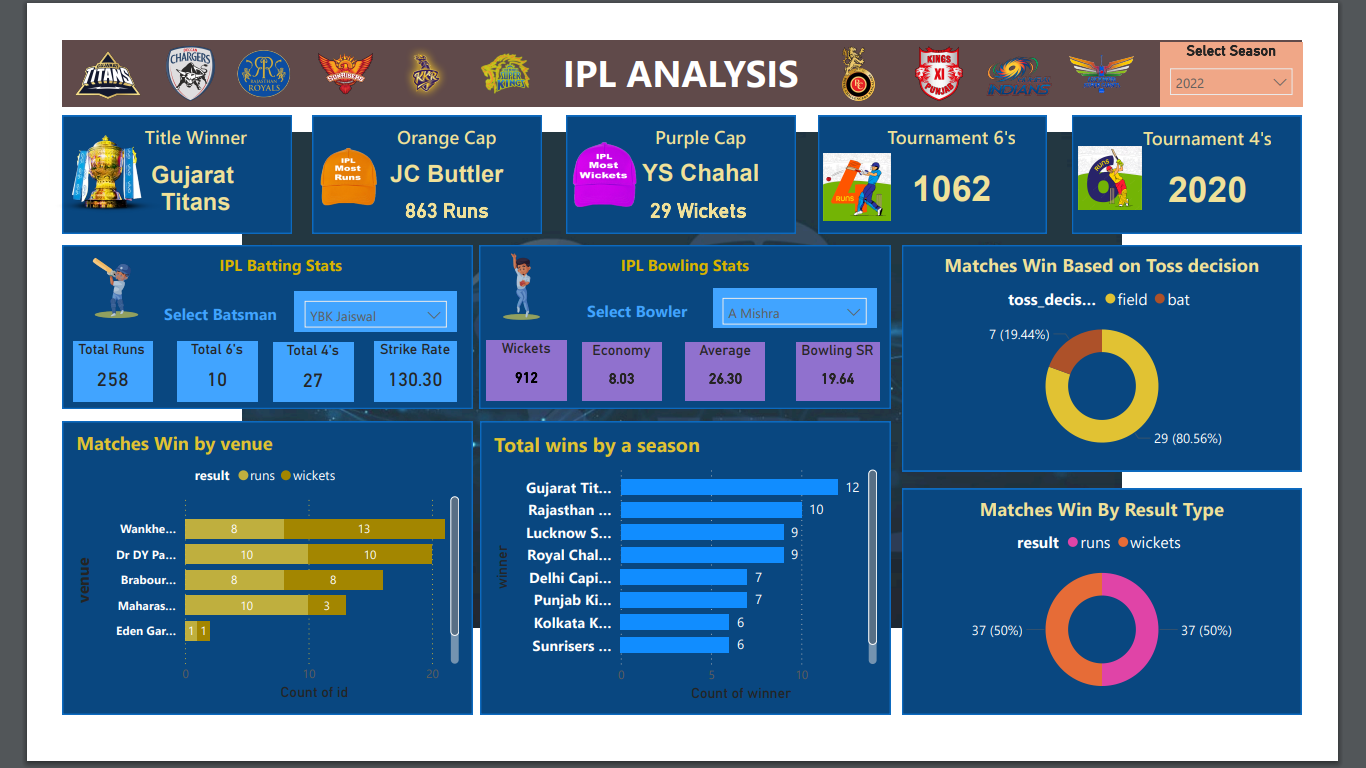 TITANS
CHARGERS
RAJASTHAN
ROYALS
SUNRISERS
KKR
SUPER
KINGS
IPL ANALYSIS
KINGS
XI
PUNJAB
INDIANS
Select Season
2022
Title Winner
Gujarat
Titans
IPL
Most
Runs
Orange Cap
JC Buttler
863 Runs
IPL
Most
Wickets
Purple Cap
YS Chahal
29 Wickets
4
RUNS
Tournament 6's
1062
RUNS
6
Tournament 4's
2020
IPL Batting Stats
Select Batsman
YBK Jaiswal
Total Runs
258
Total 6's
10
Total 4's
27
Strike Rate
130.30
IPL Bowling Stats
Select Bowler
A Mishra
Wickets
912
Economy
8.03
Average
26.30
Bowling SR
19.64
Matches Win Based on Toss decision
toss_decis... field bat
7 (19.44%)
29 (80.56%)
Matches Win by venue
result runs wickets
venue
Wankhe... 8 13
Dr DY Pa... 10 10
Brabour... 8 8
Maharas... 10 3
Eden Gar... 1 1
0 10 20
Count of id
Total wins by a season
winner
Gujarat Tit... 12
Rajasthan ... 10
Lucknow S... 9
Royal Chal... 9
Delhi Capi... 7
Punjab Ki... 7
Kolkata K... 6
Sunrisers ... 6
0 5 10
Count of winner
Matches Win By Result Type
result runs wickets
37 (50%)
37 (50%)